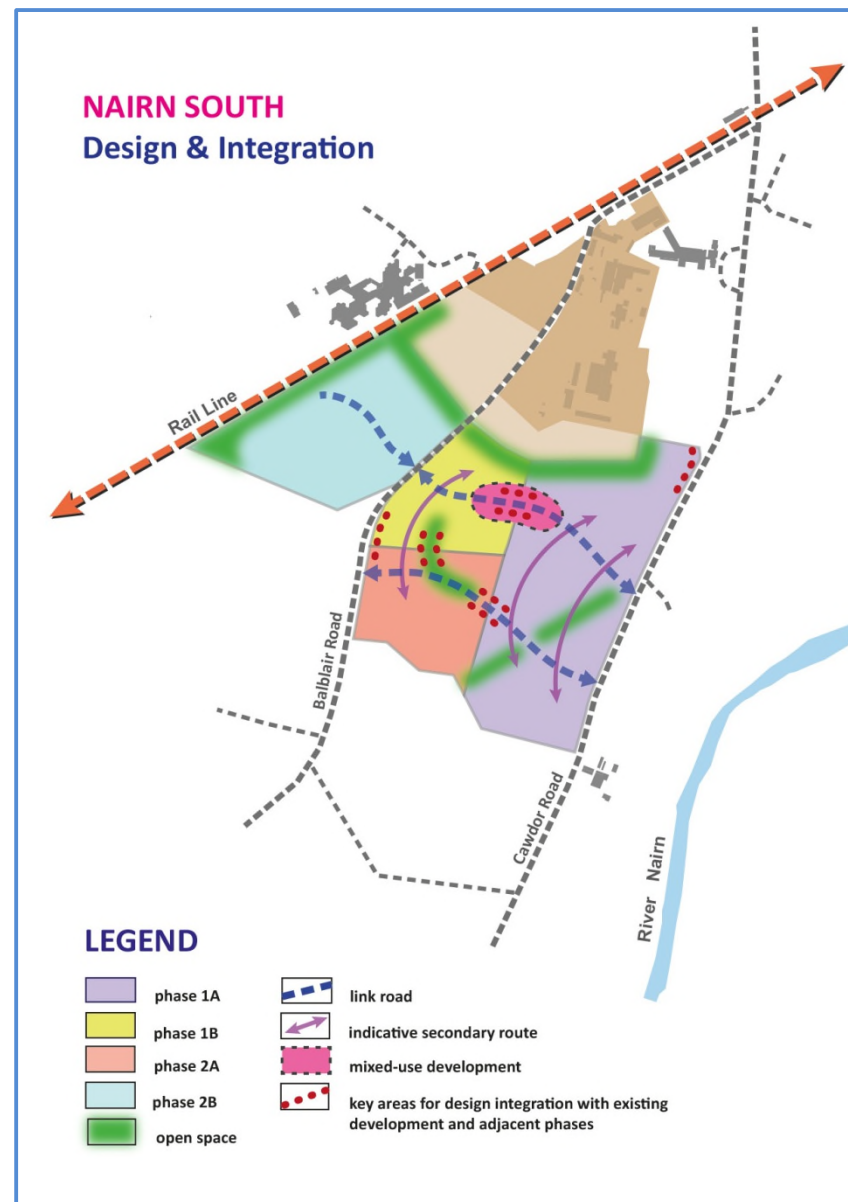 NAIRN SOUTH
Design & Integration
Rail Line
Balblair Road
Cawdor Road
River Nairn
LEGEND
phase 1A
phase 1B
phase 2A
phase 2B
open space
link road
indicative secondary route
mixed-use development
key areas for design integration with existing
development and adjacent phases